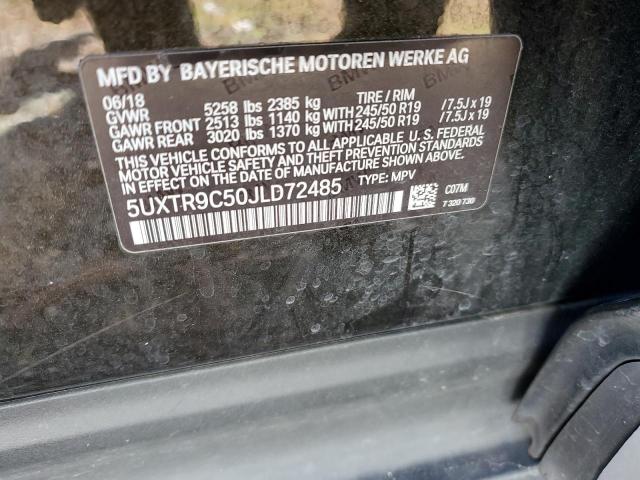 MFD BY BAYERISCHE MOTOREN WERKE AG
06/18 TIRE / RIM
GVWR 5258 lbs 2385 kg
GAWR FRONT 2513 lbs 1140 kg WITH 245/50 R19 /7.5J x 19
GAWR REAR 3020 lbs 1370 kg WITH 245/50 R19 /7.5J x 19
THIS VEHICLE CONFORMS TO ALL APPLICABLE U. S. FEDERAL
MOTOR VEHICLE SAFETY AND THEFT PREVENTION STANDARDS
IN EFFECT ON THE DATE OF MANUFACTURE SHOWN ABOVE.
5UXTR9C50JLD72485 TYPE: MPV
C07M
T 320/730